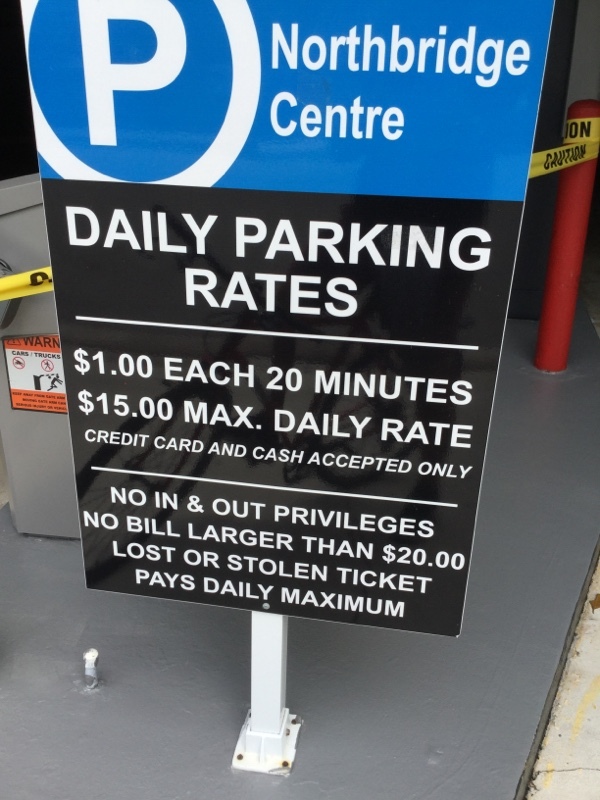 P
Northbridge
Centre
DAILY PARKING
RATES
$1.00 EACH 20 MINUTES
$15.00 MAX. DAILY RATE
CREDIT CARD AND CASH ACCEPTED ONLY
NO IN & OUT PRIVILEGES
NO BILL LARGER THAN $20.00
LOST OR STOLEN TICKET
PAYS DAILY MAXIMUM
ION
CAUTION
WARN
CARS / TRUCKS